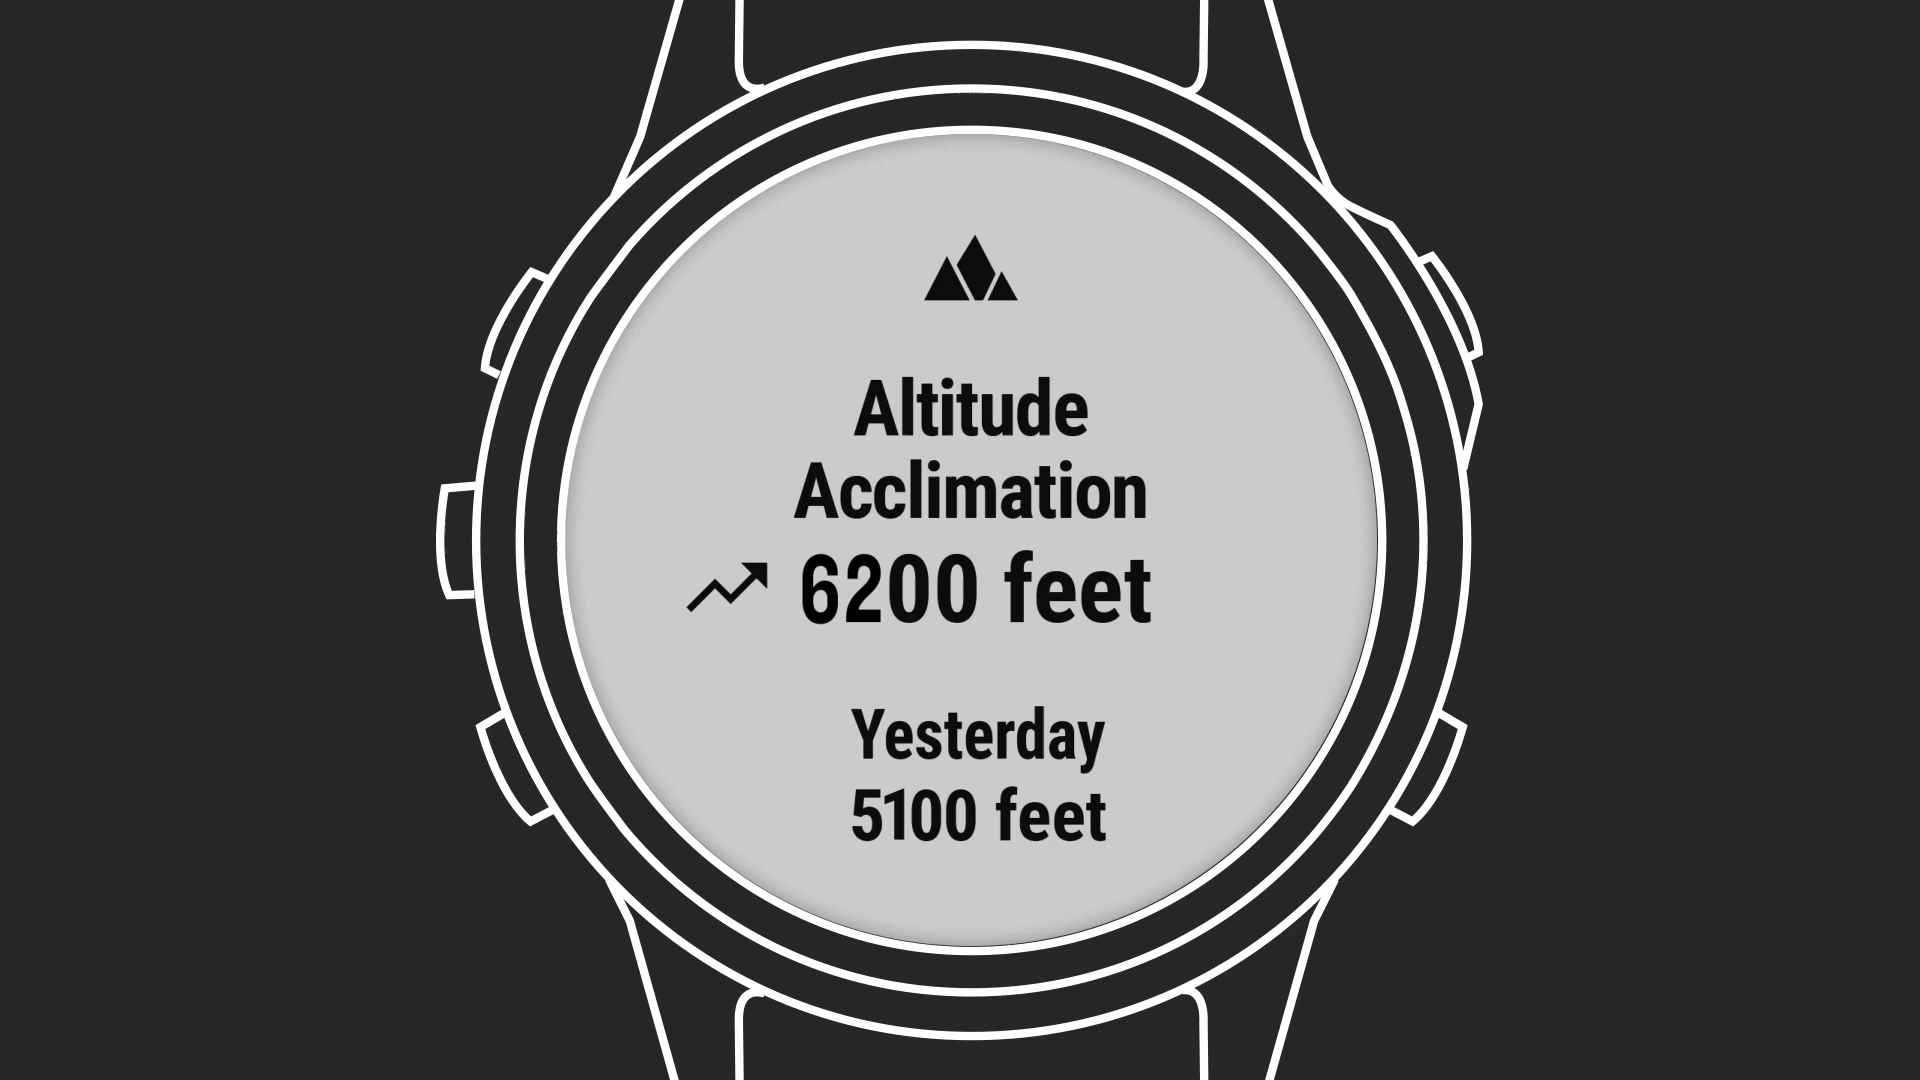 Altitude
Acclimation
6200 feet
Yesterday
5100 feet